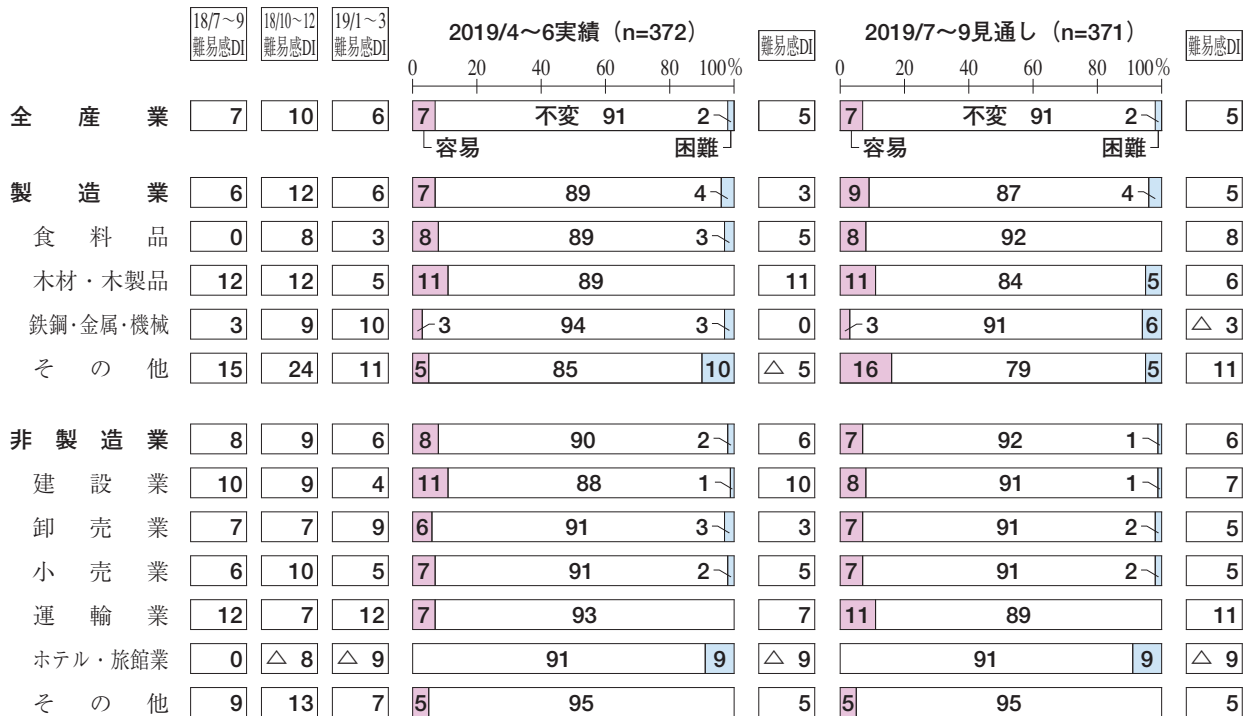 18/7～9 難易感DI 18/10～12 難易感DI 19/1～3 難易感DI 2019/4～6実績（n=372） 難易感DI 2019/7～9見通し（n=371） 難易感DI
0 20 40 60 80 100% 0 20 40 60 80 100%
全産業 7 10 6 7 不変 91 2 5 7 不変 91 2 5
容易 困難 容易 困難
製造業 6 12 6 7 89 4 3 9 87 4 5
食料品 0 8 3 8 89 3 5 8 92 8
木材・木製品 12 12 5 11 89 11 11 84 5 6
鉄鋼・金属・機械 3 9 10 3 94 3 0 3 91 6 △ 3
その他 15 24 11 5 85 10 △ 5 16 79 5 11
非製造業 8 9 6 8 90 2 6 7 92 1 6
建設業 10 9 4 11 88 1 10 8 91 1 7
卸売業 7 7 9 6 91 3 3 7 91 2 5
小売業 6 10 5 7 91 2 5 7 91 2 5
運輸業 12 7 12 7 93 7 11 89 11
ホテル・旅館業 0 △ 8 △ 9 91 9 △ 9 91 9 △ 9
その他 9 13 7 5 95 5 5 95 5